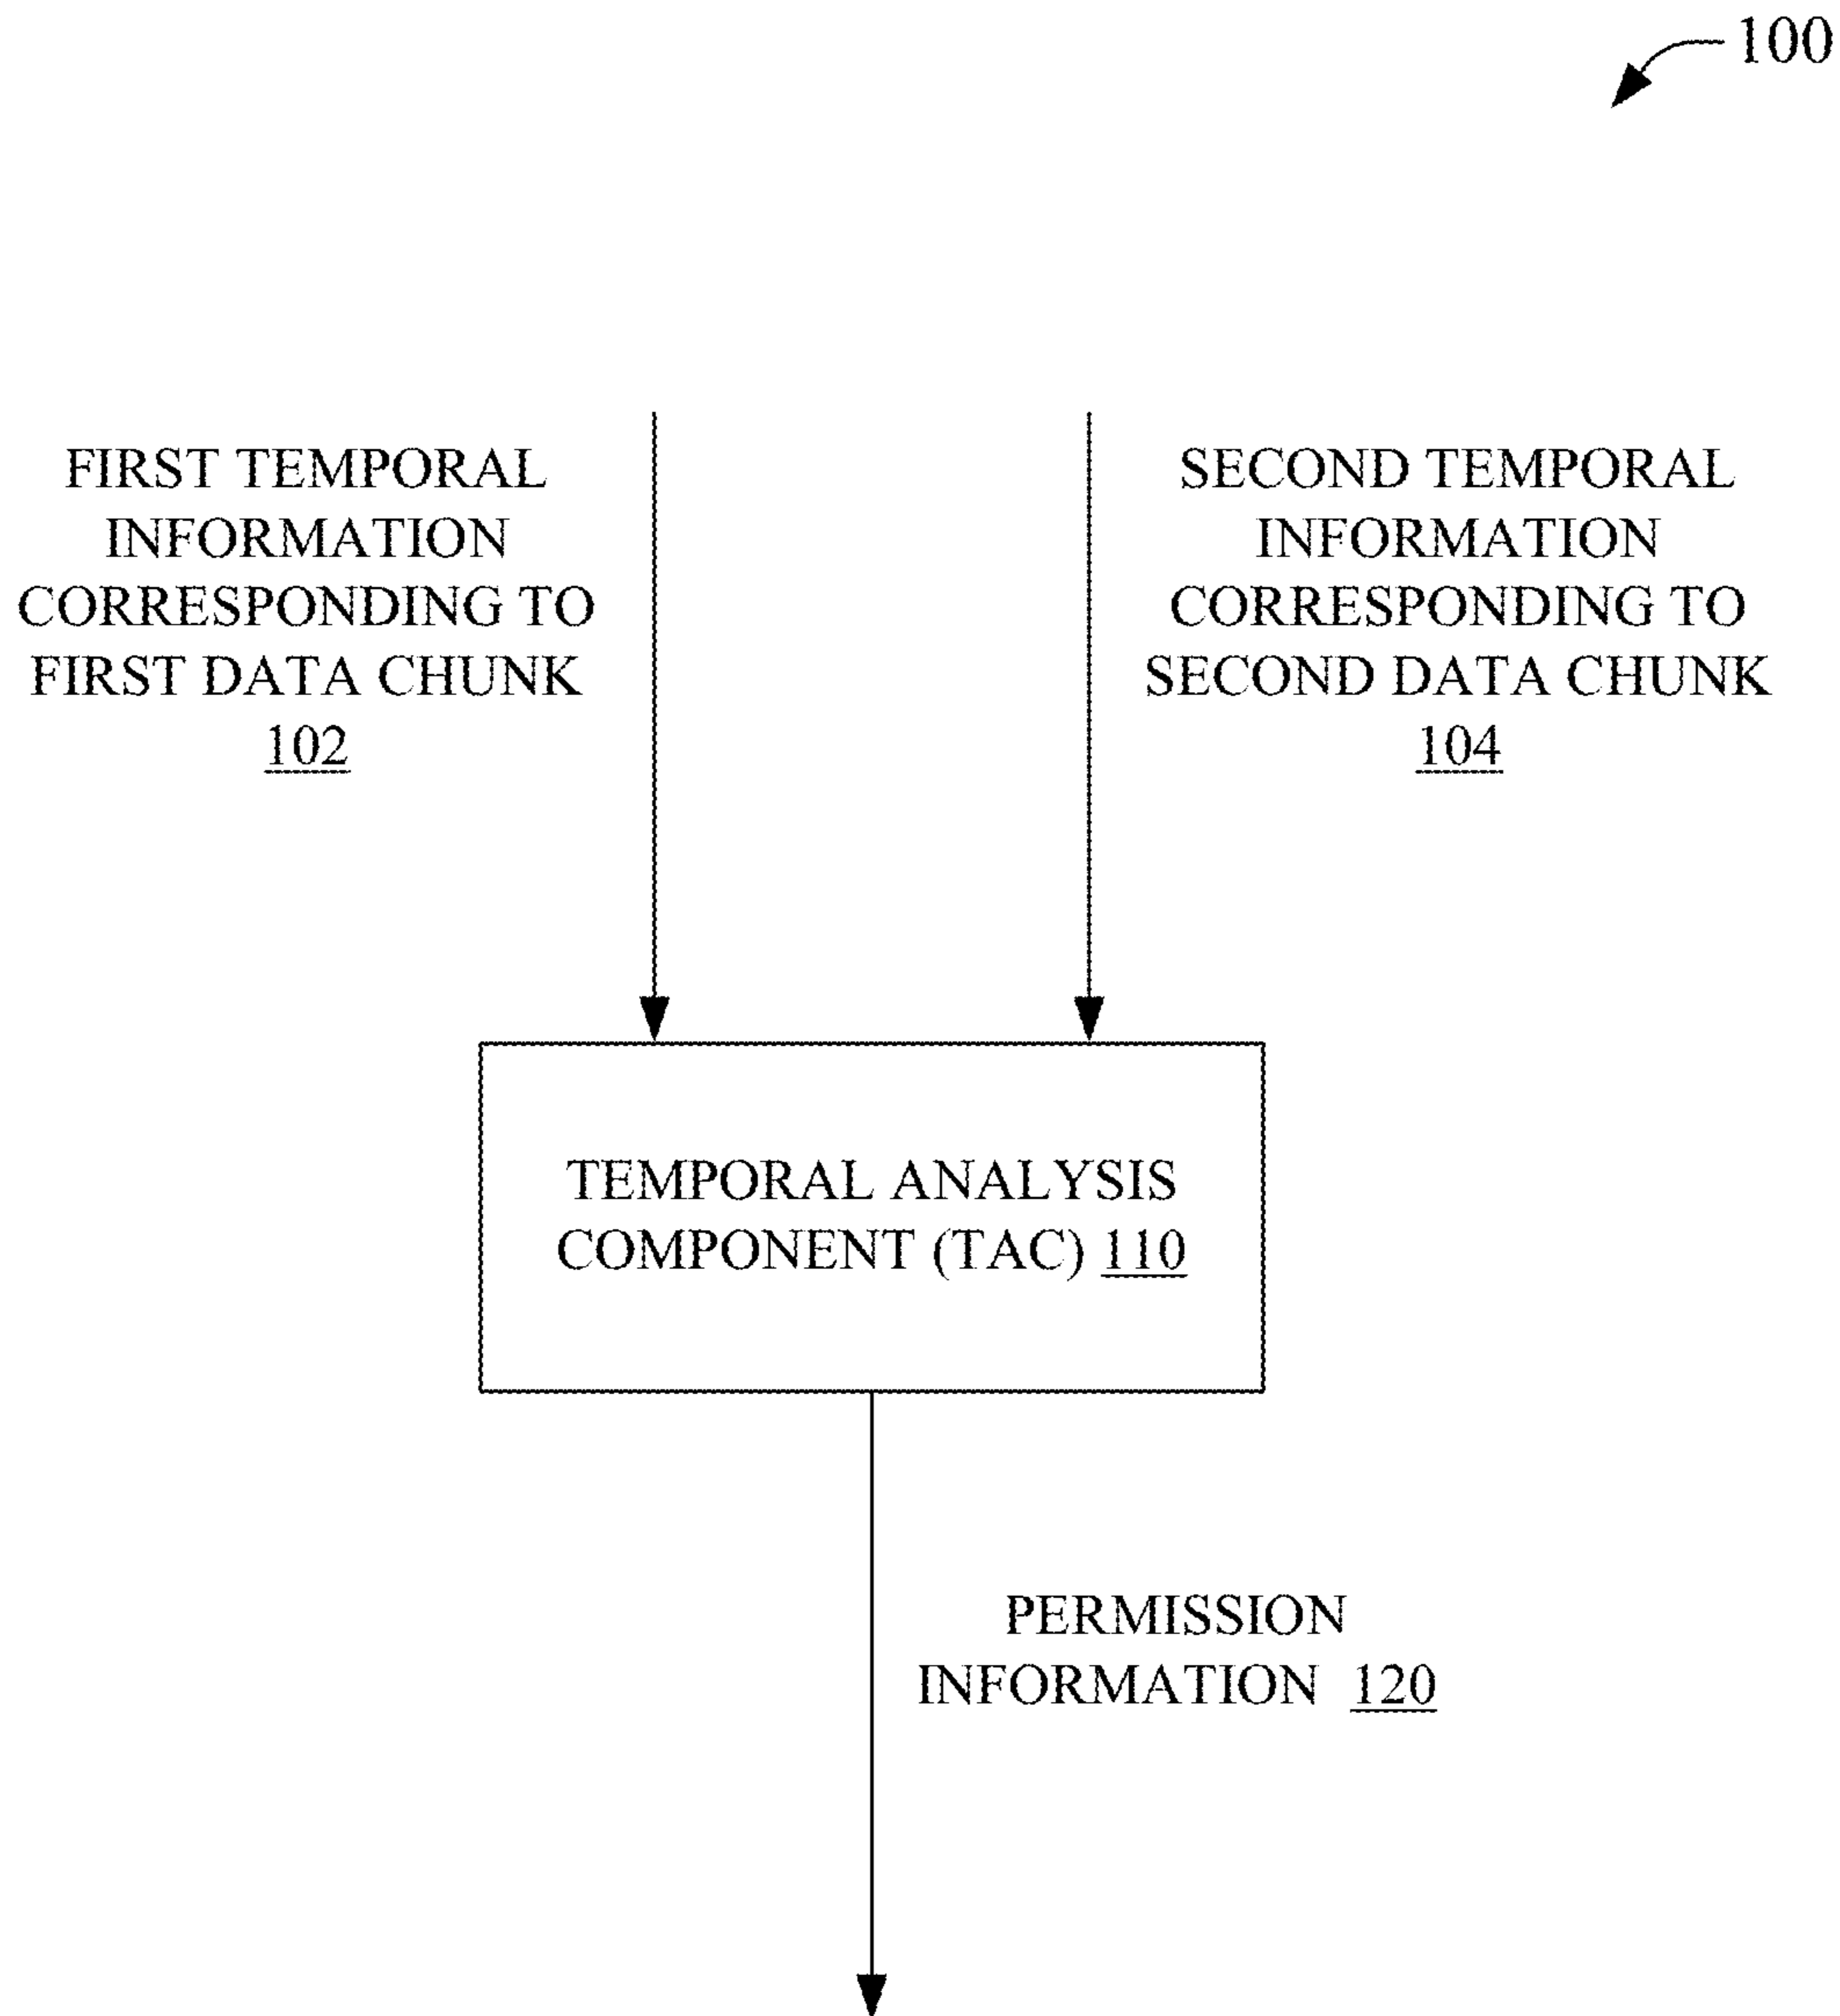 100
FIRST TEMPORAL
INFORMATION
CORRESPONDING TO
FIRST DATA CHUNK
102
SECOND TEMPORAL
INFORMATION
CORRESPONDING TO
SECOND DATA CHUNK
104
TEMPORAL ANALYSIS
COMPONENT (TAC) 110
PERMISSION
INFORMATION 120